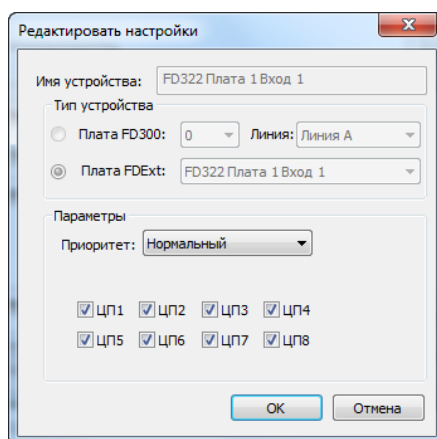 Редактировать настройки
Имя устройства: FD322 Плата 1 Вход 1
Тип устройства
Плата FD300: 0 Линия: Линия A
Плата FDExt: FD322 Плата 1 Вход 1
Параметры
Приоритет: Нормальный
ЦП1 ЦП2 ЦП3 ЦП4
ЦП5 ЦП6 ЦП7 ЦП8
OK Отмена